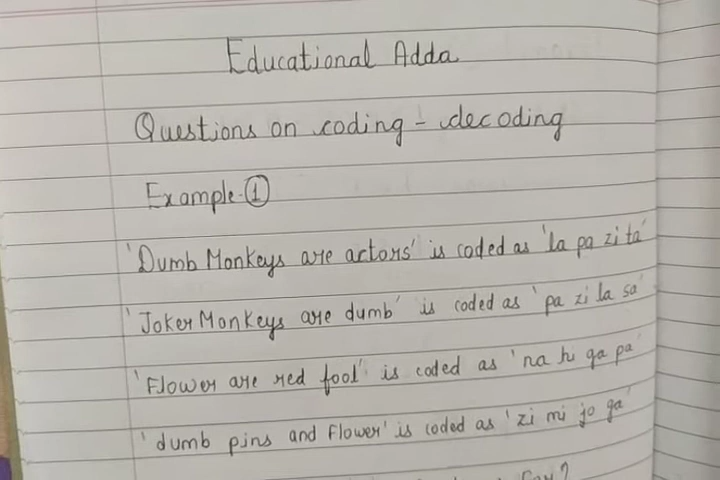 Educational Adda
Questions on coding - decoding
Example-①
'Dumb Monkeys are actors' is coded as 'la pa zi ta'
'Joker Monkeys are dumb' is coded as 'pa zi la sa'
'Flower are red fool' is coded as 'na hi ga pa'
'dumb pins and Flower' is coded as 'zi mi jo ga'